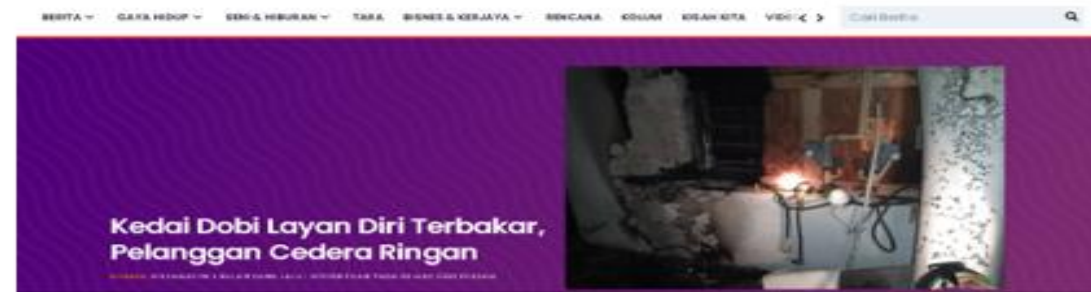 BERITA GAYA HIDUP SENI & HIBURAN TARA BISNES & KERJAYA RENCANA KOLUM KISAH KITA VIDEO Cari Berita
Kedai Dobi Layan Diri Terbakar,
Pelanggan Cedera Ringan